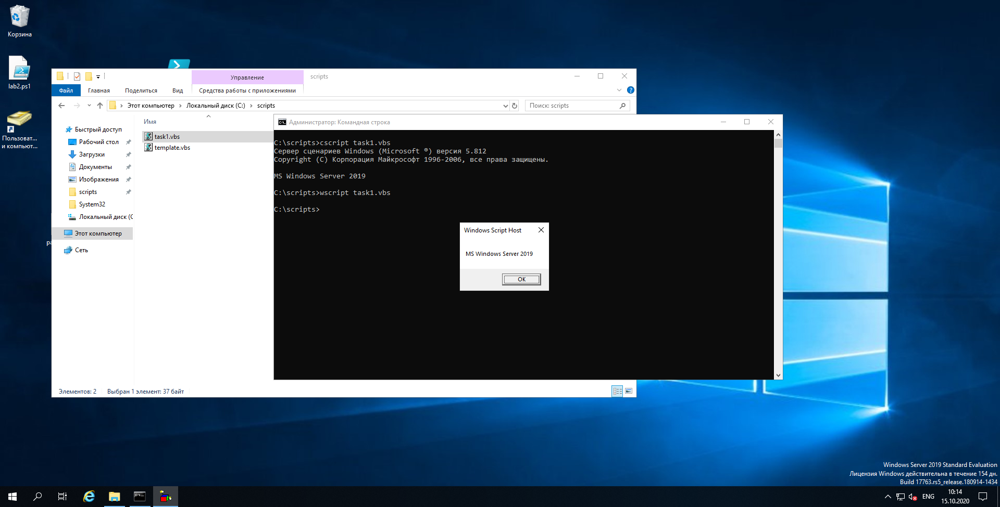 Корзина
lab2.ps1
Пользоват...
и компьют...
Управление
scripts
Файл
Главная
Поделиться
Вид
Средства работы с приложениями
Этот компьютер
Локальный диск (C:)
scripts
Поиск: scripts
Быстрый доступ
Рабочий стол
Загрузки
Документы
Изображения
scripts
System32
Локальный диск (C
Этот компьютер
Сеть
Имя
task1.vbs
template.vbs
Элементов: 2
Выбран 1 элемент: 37 байт
Администратор: Командная строка
C:\scripts>cscript task1.vbs
Сервер сценариев Windows (Microsoft ®) версия 5.812
Copyright (C) Корпорация Майкрософт 1996-2006, все права защищены.
MS Windows Server 2019
C:\scripts>wscript task1.vbs
C:\scripts>
Windows Script Host
MS Windows Server 2019
OK
Windows Server 2019 Standard Evaluation
Лицензия Windows действительна в течение 154 дн.
Build 17763.rs5_release.180914-1434
ENG
10:14
15.10.2020